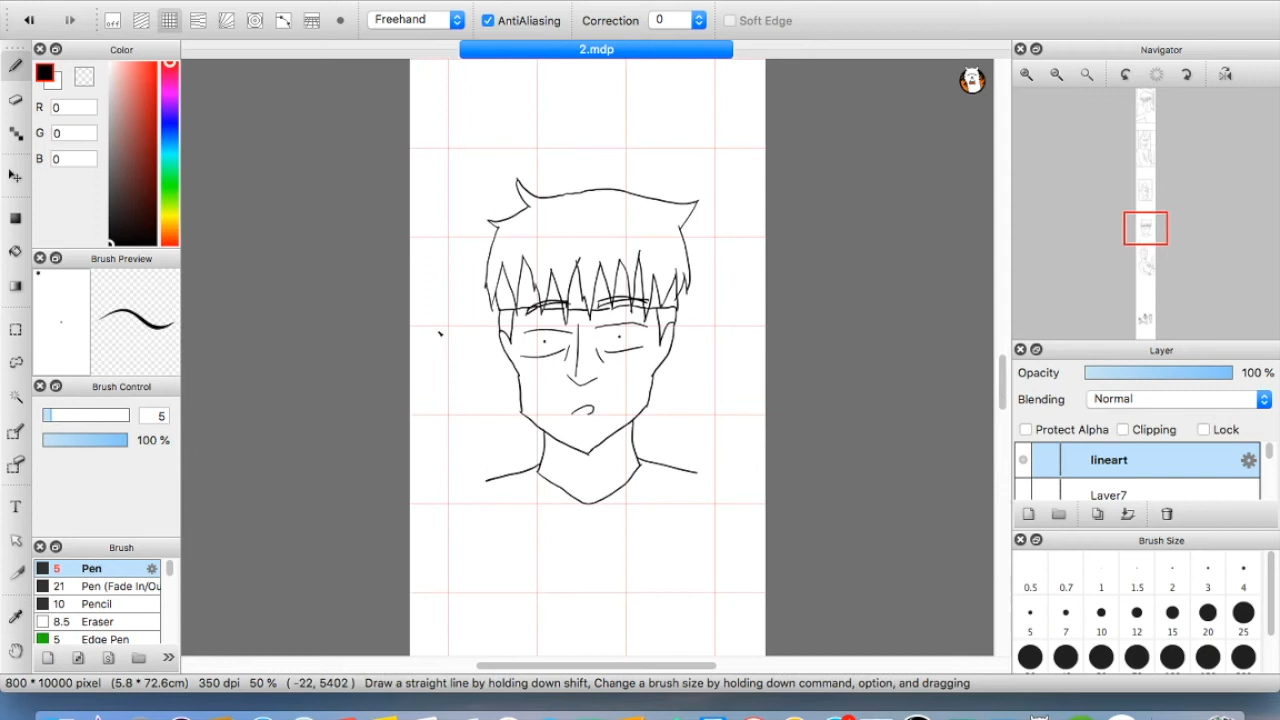 off Freehand AntiAliasing Correction 0 Soft Edge
2.mdp
Color
R 0
G 0
B 0
Brush Preview
Brush Control
5
100 %
Brush
5 Pen
21 Pen (Fade In/Ou
10 Pencil
8.5 Eraser
5 Edge Pen
Navigator
Layer
Opacity 100 %
Blending Normal
Protect Alpha Clipping Lock
lineart
Layer7
Brush Size
0.5 0.7 1 1.5 2 3 4
5 7 10 12 15 20 25
T
800 * 10000 pixel (5.8 * 72.6cm) 350 dpi 50 % ( -22, 5402) Draw a straight line by holding down shift, Change a brush size by holding down command, option, and dragging